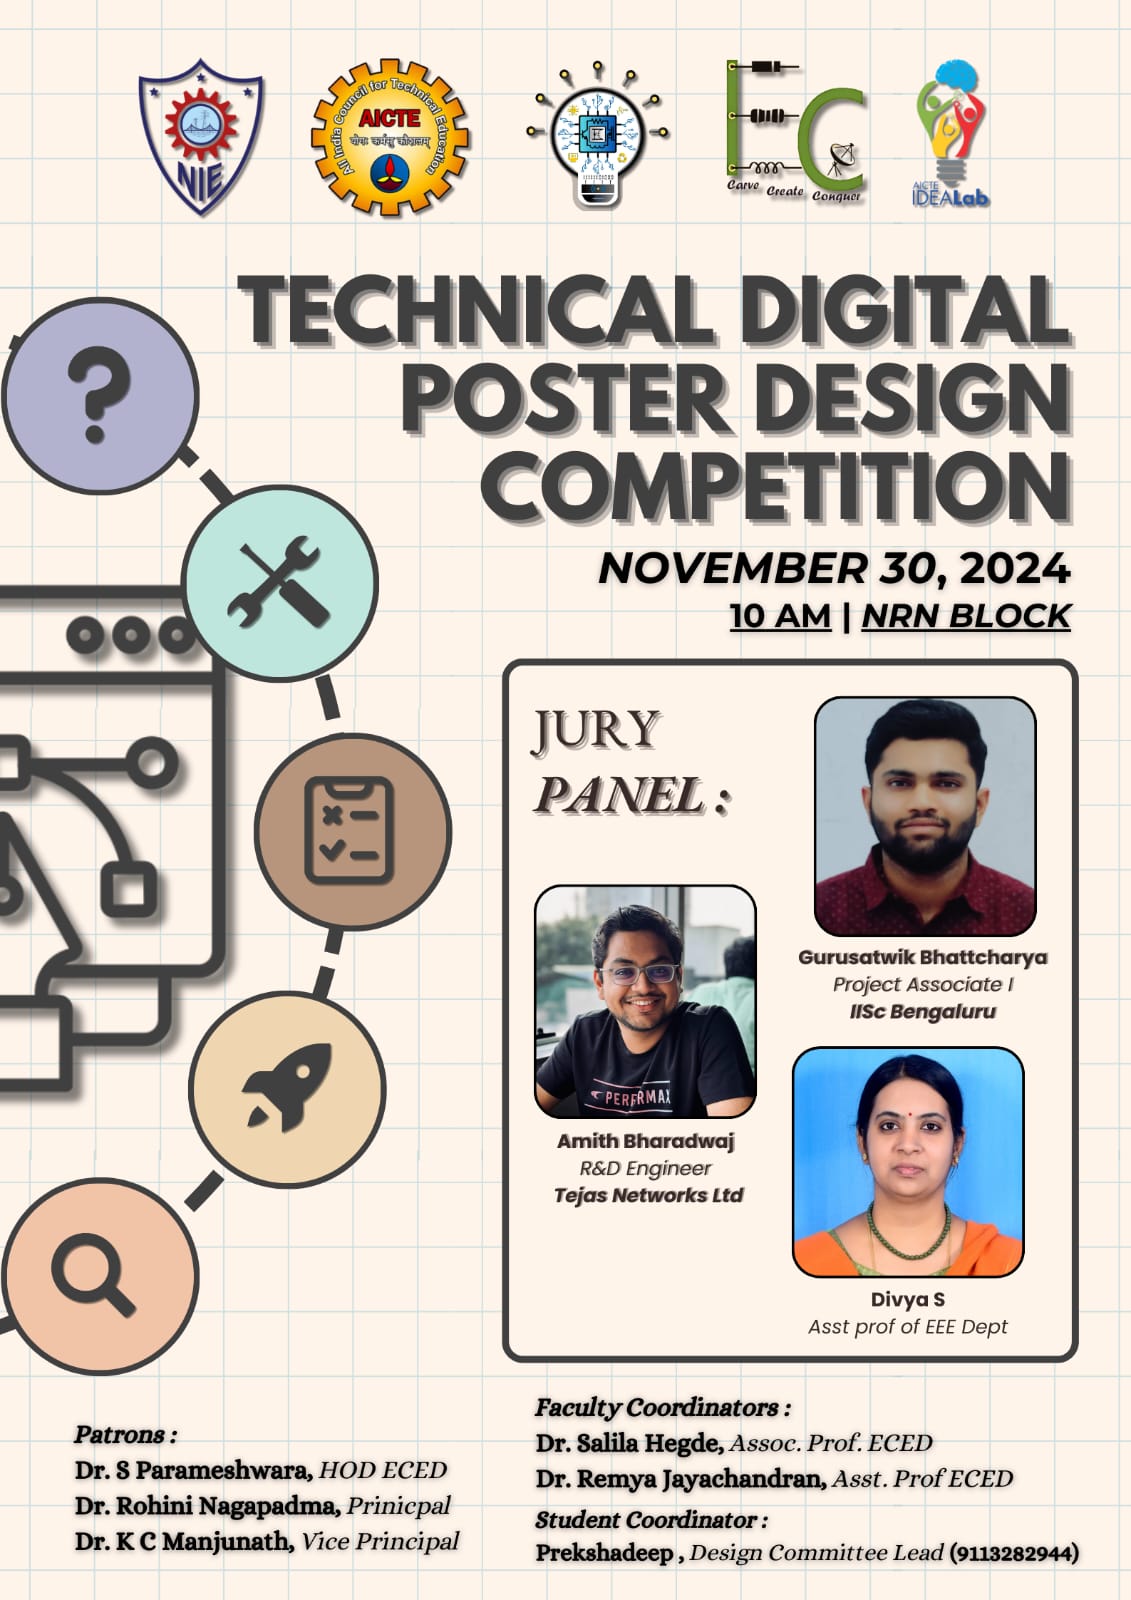 NIE
All India Council for Technical Education
AICTE
योगः कर्मसु कौशलम्
Carve Create Conquer
AICTE
IDEALab
TECHNICAL DIGITAL
POSTER DESIGN
COMPETITION
NOVEMBER 30, 2024
10 AM | NRN BLOCK
JURY
PANEL :
Gurusatwik Bhattcharya
Project Associate I
IISc Bengaluru
PERFORMAX
Amith Bharadwaj
R&D Engineer
Tejas Networks Ltd
Divya S
Asst prof of EEE Dept
Patrons :
Dr. S Parameshwara, HOD ECED
Dr. Rohini Nagapadma, Prinicpal
Dr. K C Manjunath, Vice Principal
Faculty Coordinators :
Dr. Salila Hegde, Assoc. Prof. ECED
Dr. Remya Jayachandran, Asst. Prof ECED
Student Coordinator :
Prekshadeep , Design Committee Lead (9113282944)